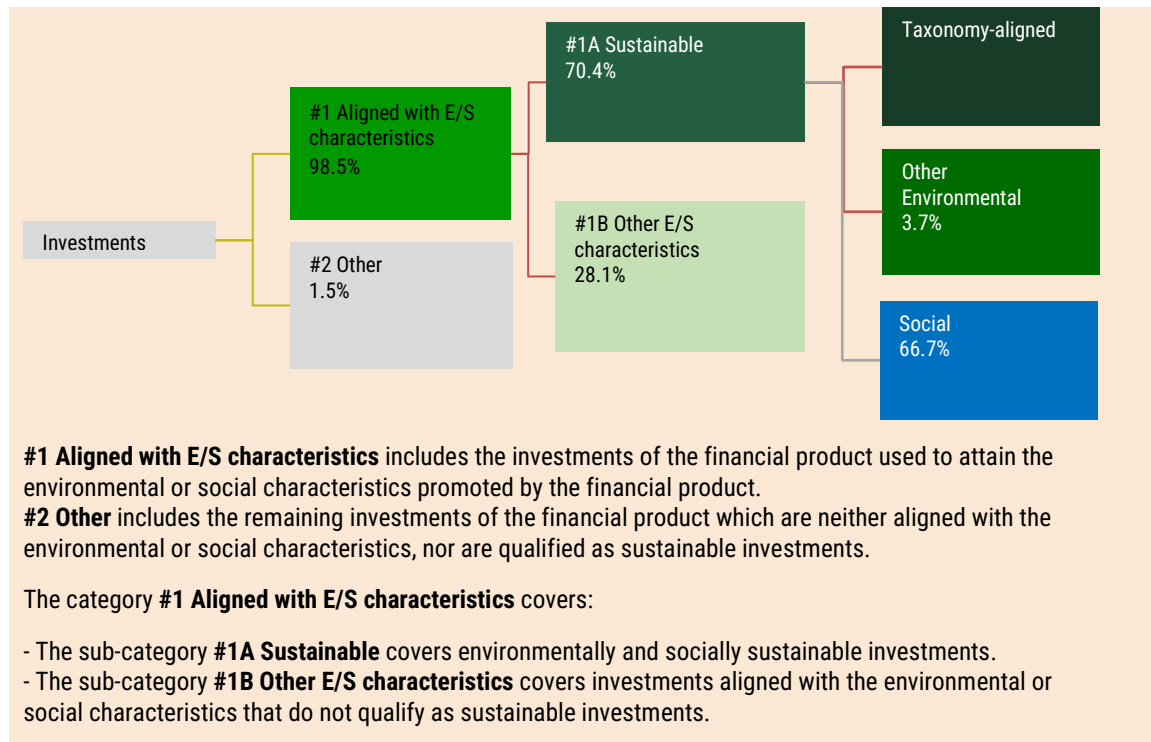 Investments
#1 Aligned with E/S
characteristics
98.5%
#2 Other
1.5%
#1A Sustainable
70.4%
#1B Other E/S
characteristics
28.1%
Taxonomy-aligned
Other
Environmental
3.7%
Social
66.7%
#1 Aligned with E/S characteristics includes the investments of the financial product used to attain the
environmental or social characteristics promoted by the financial product.
#2 Other includes the remaining investments of the financial product which are neither aligned with the
environmental or social characteristics, nor are qualified as sustainable investments.
The category #1 Aligned with E/S characteristics covers:
- The sub-category #1A Sustainable covers environmentally and socially sustainable investments.
- The sub-category #1B Other E/S characteristics covers investments aligned with the environmental or
social characteristics that do not qualify as sustainable investments.